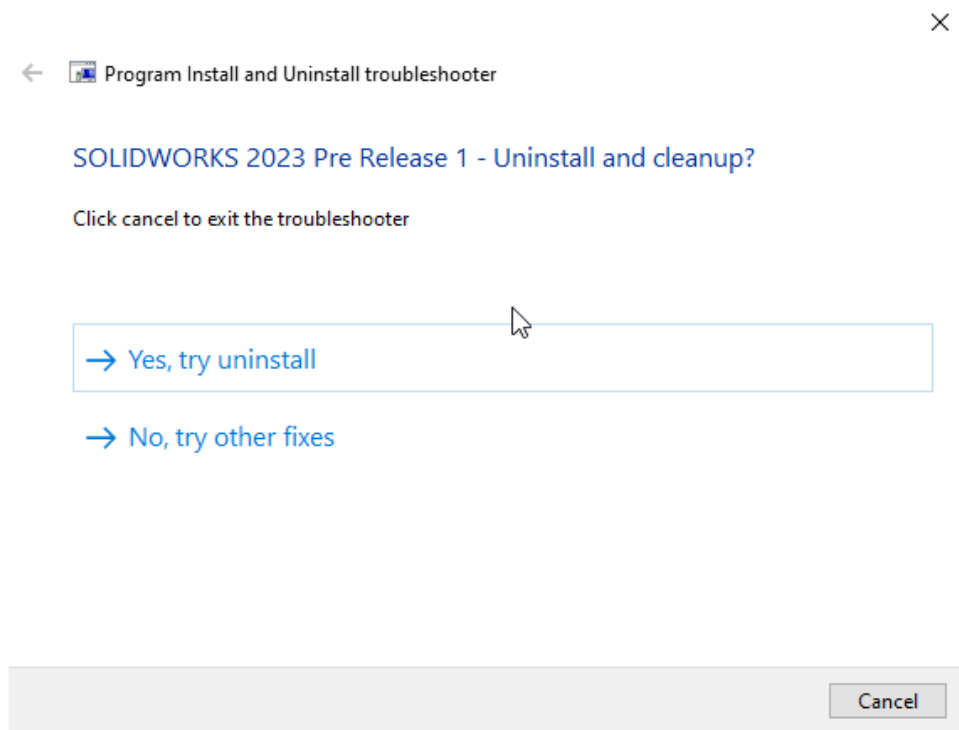 Program Install and Uninstall troubleshooter
SOLIDWORKS 2023 Pre Release 1 - Uninstall and cleanup?
Click cancel to exit the troubleshooter
Yes, try uninstall
No, try other fixes
Cancel